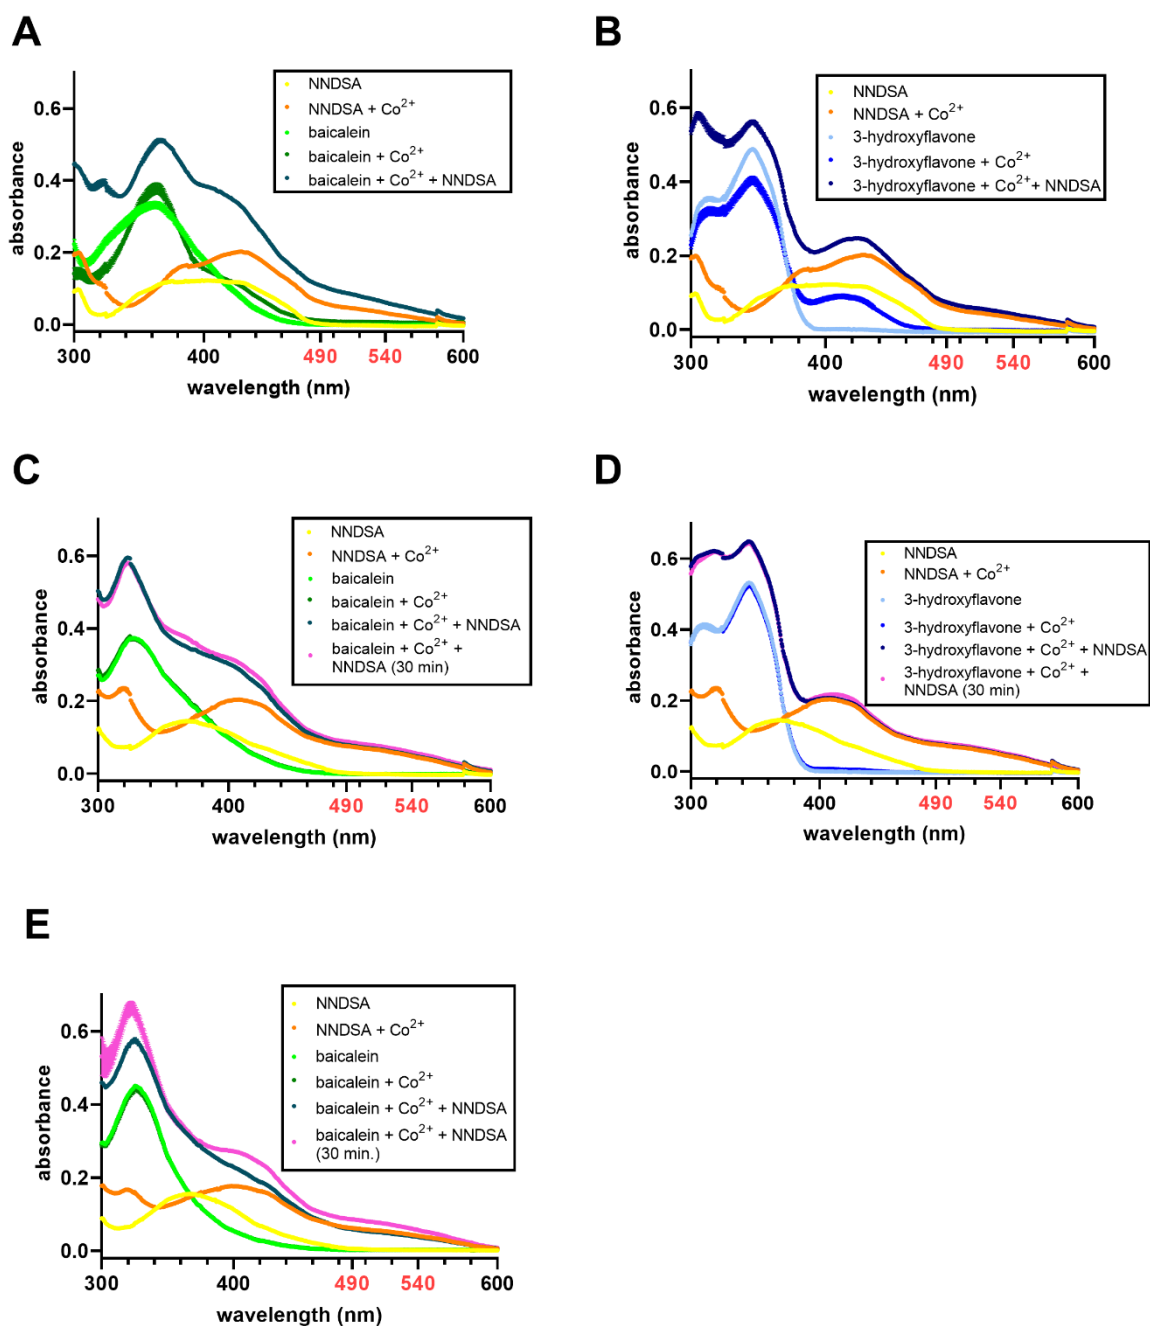 A
NNDSA
NNDSA + Co2+
baicalein
baicalein + Co2+
baicalein + Co2+ + NNDSA
absorbance
0.6
0.4
0.2
0.0
300 400 490 540 600
wavelength (nm)
B
NNDSA
NNDSA + Co2+
3-hydroxyflavone
3-hydroxyflavone + Co2+
3-hydroxyflavone + Co2++ NNDSA
absorbance
0.6
0.4
0.2
0.0
300 400 490 540 600
wavelength (nm)
C
NNDSA
NNDSA + Co2+
baicalein
baicalein + Co2+
baicalein + Co2+ + NNDSA
baicalein + Co2+ +
NNDSA (30 min)
absorbance
0.6
0.4
0.2
0.0
300 400 490 540 600
wavelength (nm)
D
NNDSA
NNDSA + Co2+
3-hydroxyflavone
3-hydroxyflavone + Co2+
3-hydroxyflavone + Co2+ + NNDSA
3-hydroxyflavone + Co2+ +
NNDSA (30 min)
absorbance
0.6
0.4
0.2
0.0
300 400 490 540 600
wavelength (nm)
E
NNDSA
NNDSA + Co2+
baicalein
baicalein + Co2+
baicalein + Co2+ + NNDSA
baicalein + Co2+ + NNDSA
(30 min.)
absorbance
0.6
0.4
0.2
0.0
300 400 490 540 600
wavelength (nm)